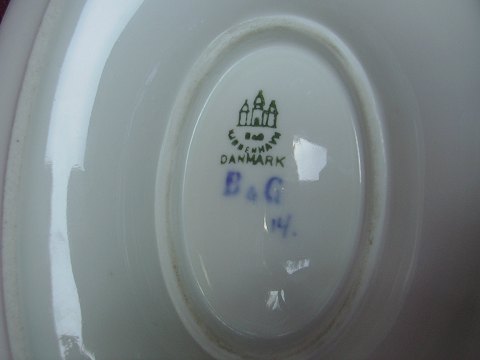 B&G
KJØBENHAVN
DANMARK
B&G
14/.